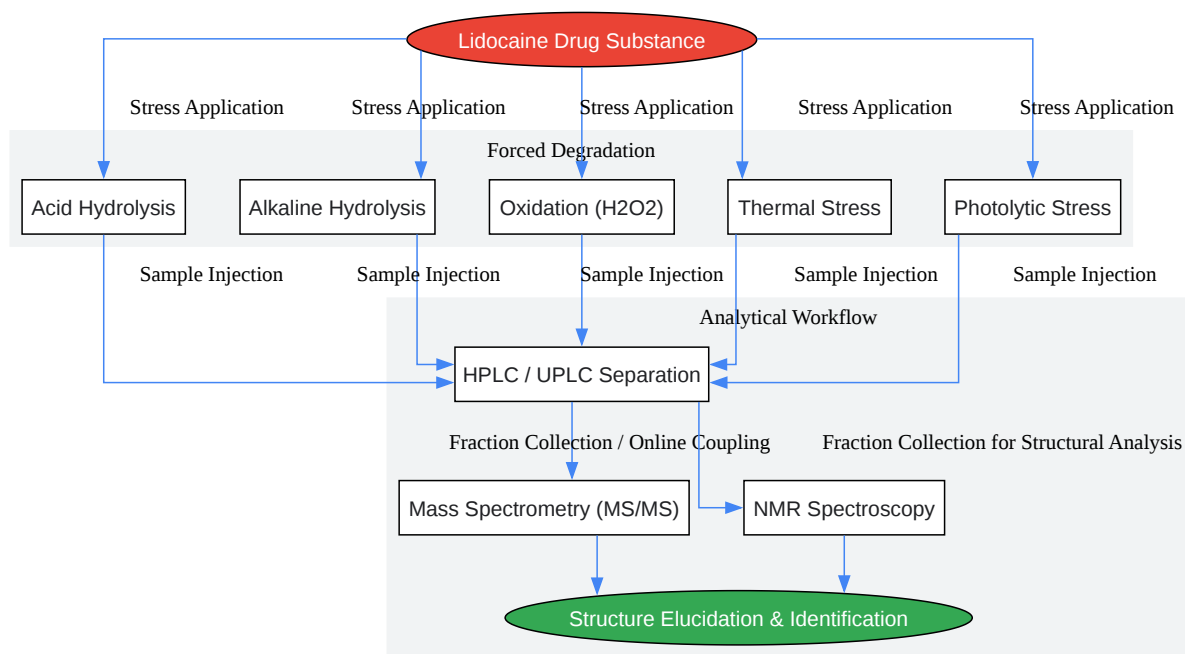 Lidocaine Drug Substance
Stress Application
Stress Application
Stress Application
Stress Application
Stress Application
Forced Degradation
Acid Hydrolysis
Alkaline Hydrolysis
Oxidation (H2O2)
Thermal Stress
Photolytic Stress
Sample Injection
Sample Injection
Sample Injection
Sample Injection
Sample Injection
Analytical Workflow
HPLC / UPLC Separation
Fraction Collection / Online Coupling
Fraction Collection for Structural Analysis
Mass Spectrometry (MS/MS)
NMR Spectroscopy
Structure Elucidation & Identification